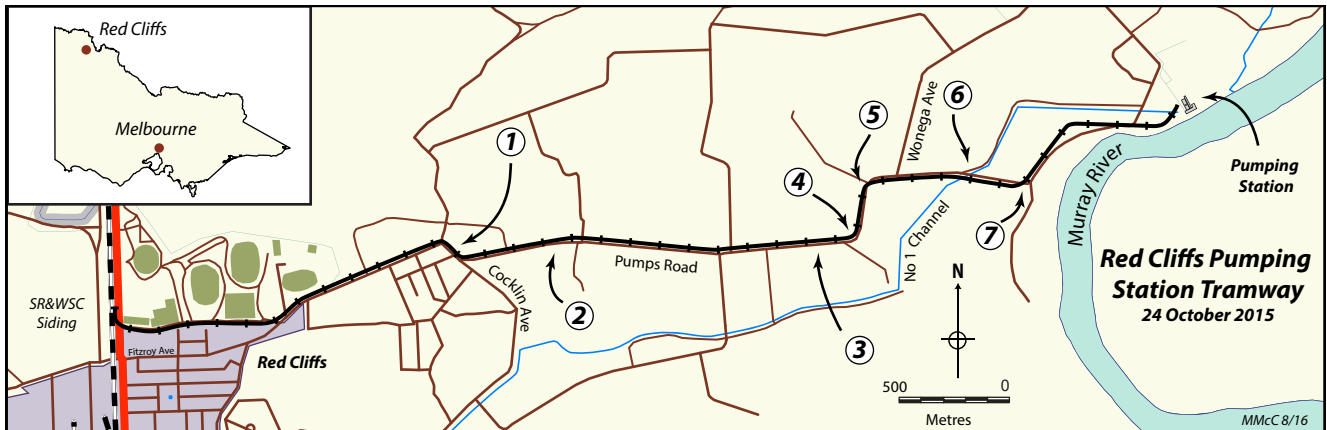 Red Cliffs
Melbourne
SR&WSC
Siding
Fitzroy Ave
Red Cliffs
1
Cocklin Ave
2
Pumps Road
3
4
5
Wonega Ave
6
No 1 Channel
7
N
500
0
Metres
Murray River
Pumping
Station
Red Cliffs Pumping
Station Tramway
24 October 2015
MMcC 8/16